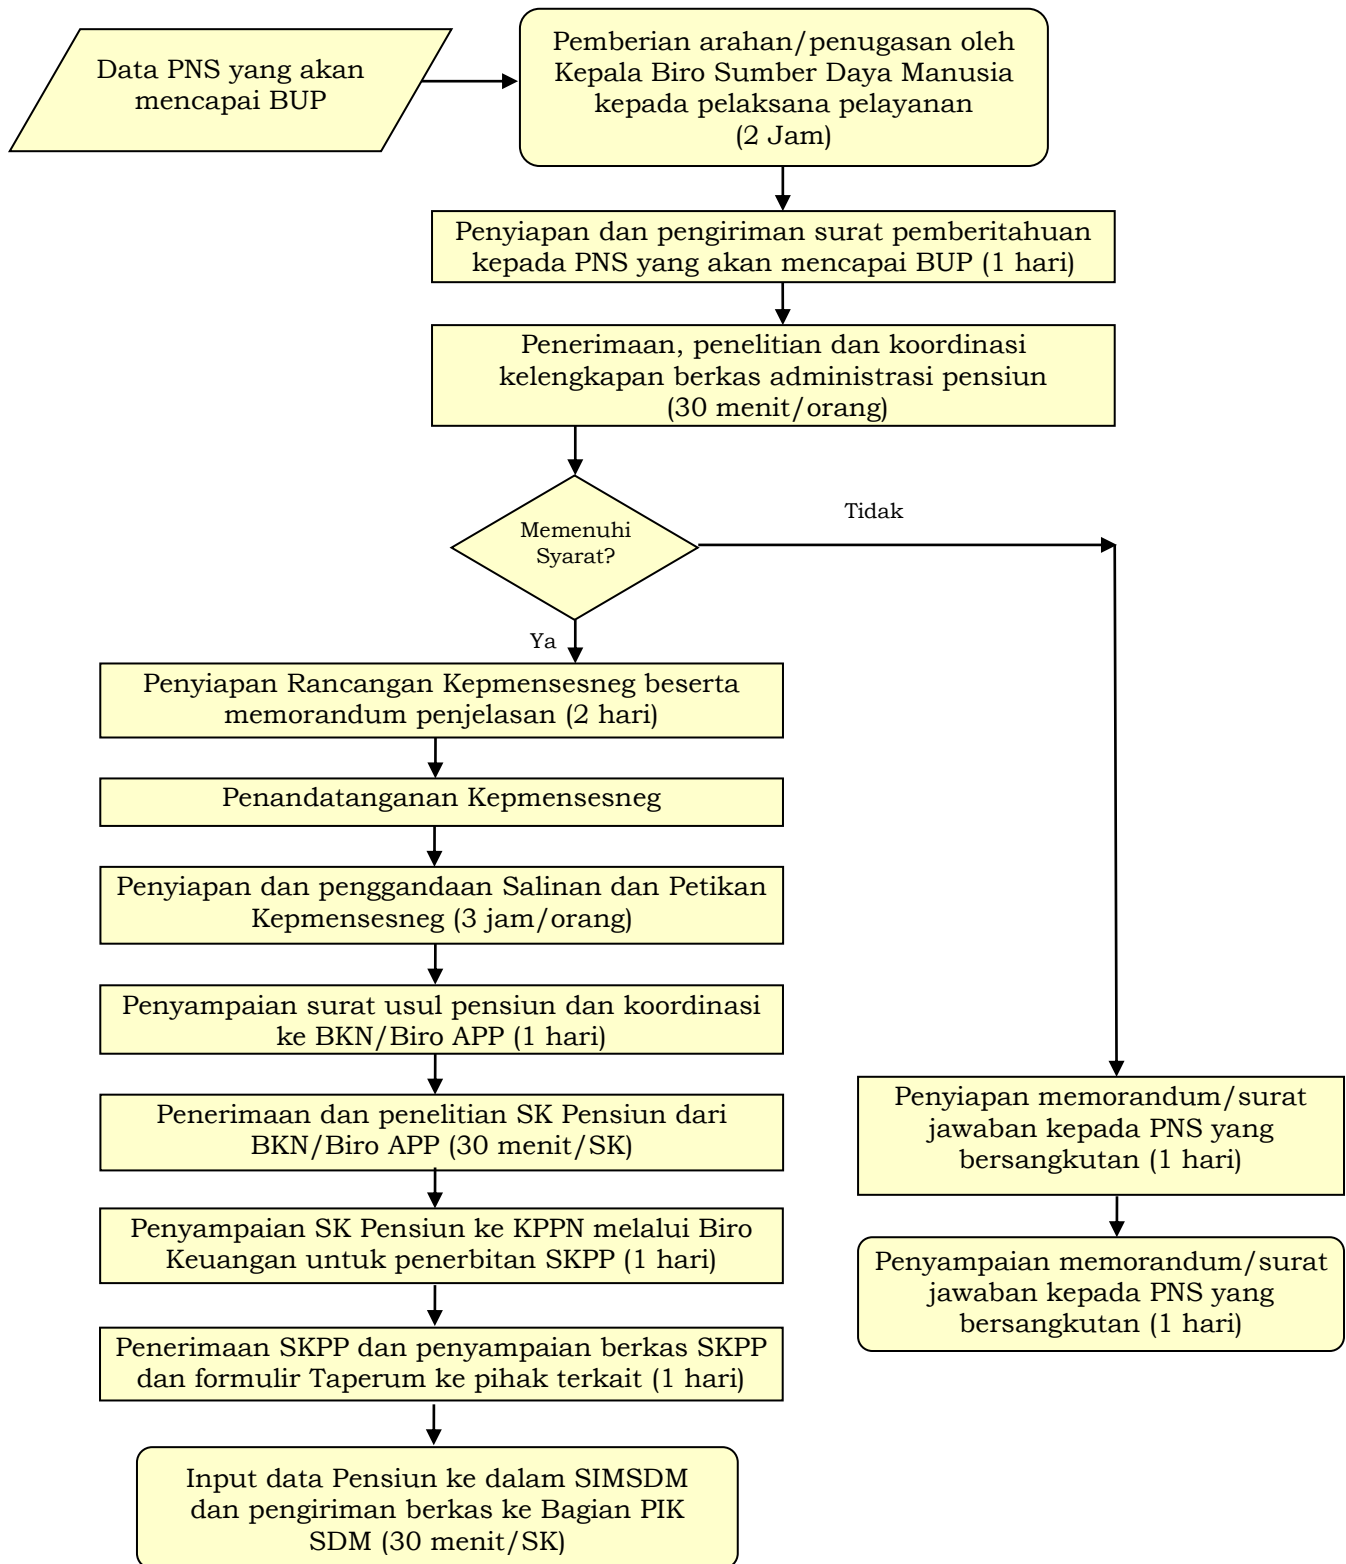 Data PNS yang akan
mencapai BUP
Pemberian arahan/penugasan oleh
Kepala Biro Sumber Daya Manusia
kepada pelaksana pelayanan
(2 Jam)
Penyiapan dan pengiriman surat pemberitahuan
kepada PNS yang akan mencapai BUP (1 hari)
Penerimaan, penelitian dan koordinasi
kelengkapan berkas administrasi pensiun
(30 menit/orang)
Memenuhi
Syarat?
Tidak
Ya
Penyiapan Rancangan Kepmensesneg beserta
memorandum penjelasan (2 hari)
Penandatanganan Kepmensesneg
Penyiapan dan penggandaan Salinan dan Petikan
Kepmensesneg (3 jam/orang)
Penyampaian surat usul pensiun dan koordinasi
ke BKN/Biro APP (1 hari)
Penerimaan dan penelitian SK Pensiun dari
BKN/Biro APP (30 menit/SK)
Penyampaian SK Pensiun ke KPPN melalui Biro
Keuangan untuk penerbitan SKPP (1 hari)
Penerimaan SKPP dan penyampaian berkas SKPP
dan formulir Taperum ke pihak terkait (1 hari)
Input data Pensiun ke dalam SIMSDM
dan pengiriman berkas ke Bagian PIK
SDM (30 menit/SK)
Penyiapan memorandum/surat
jawaban kepada PNS yang
bersangkutan (1 hari)
Penyampaian memorandum/surat
jawaban kepada PNS yang
bersangkutan (1 hari)